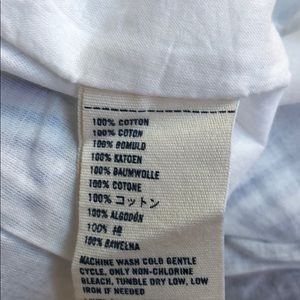 100% COTTON
100% COTON
100% BOMULD
100% KATOEN
100% BAUMWOLLE
100% COTONE
100% コットン
100% ALGODÓN
100% 棉
100% BAWEŁNA
MACHINE WASH COLD GENTLE
CYCLE, ONLY NON-CHLORINE
BLEACH, TUMBLE DRY LOW, LOW
IRON IF NEEDED